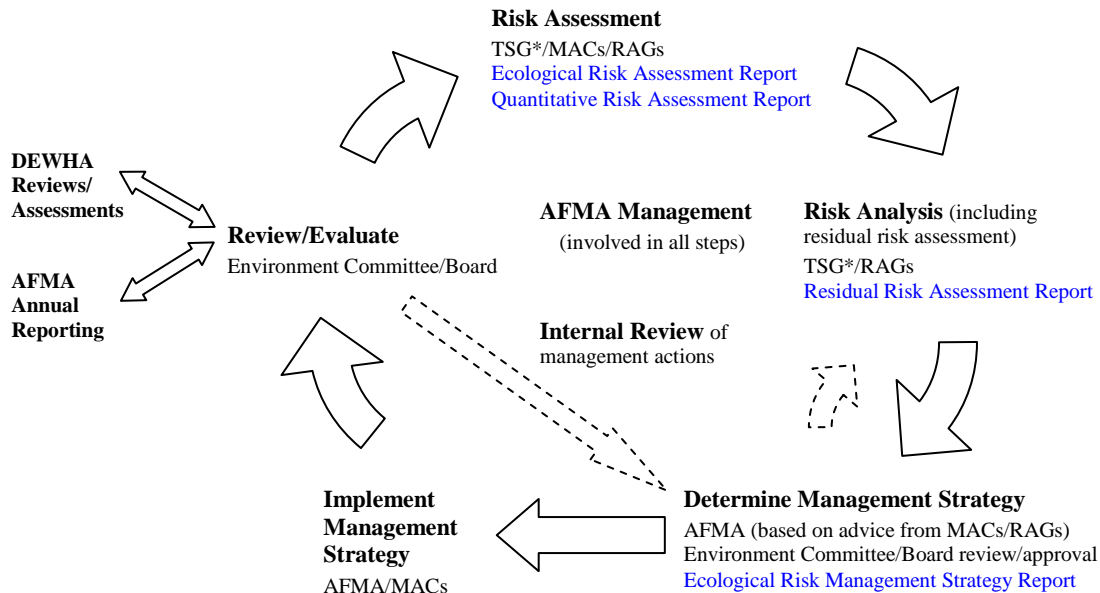 Risk Assessment
TSG*/MACs/RAGs
Ecological Risk Assessment Report
Quantitative Risk Assessment Report
DEWHA
Reviews/
Assessments
AFMA
Annual
Reporting
Review/Evaluate
Environment Committee/Board
AFMA Management
(involved in all steps)
Risk Analysis (including
residual risk assessment)
TSG*/RAGs
Residual Risk Assessment Report
Internal Review of
management actions
Implement
Management
Strategy
AFMA/MACs
Determine Management Strategy
AFMA (based on advice from MACs/RAGs)
Environment Committee/Board review/approval
Ecological Risk Management Strategy Report